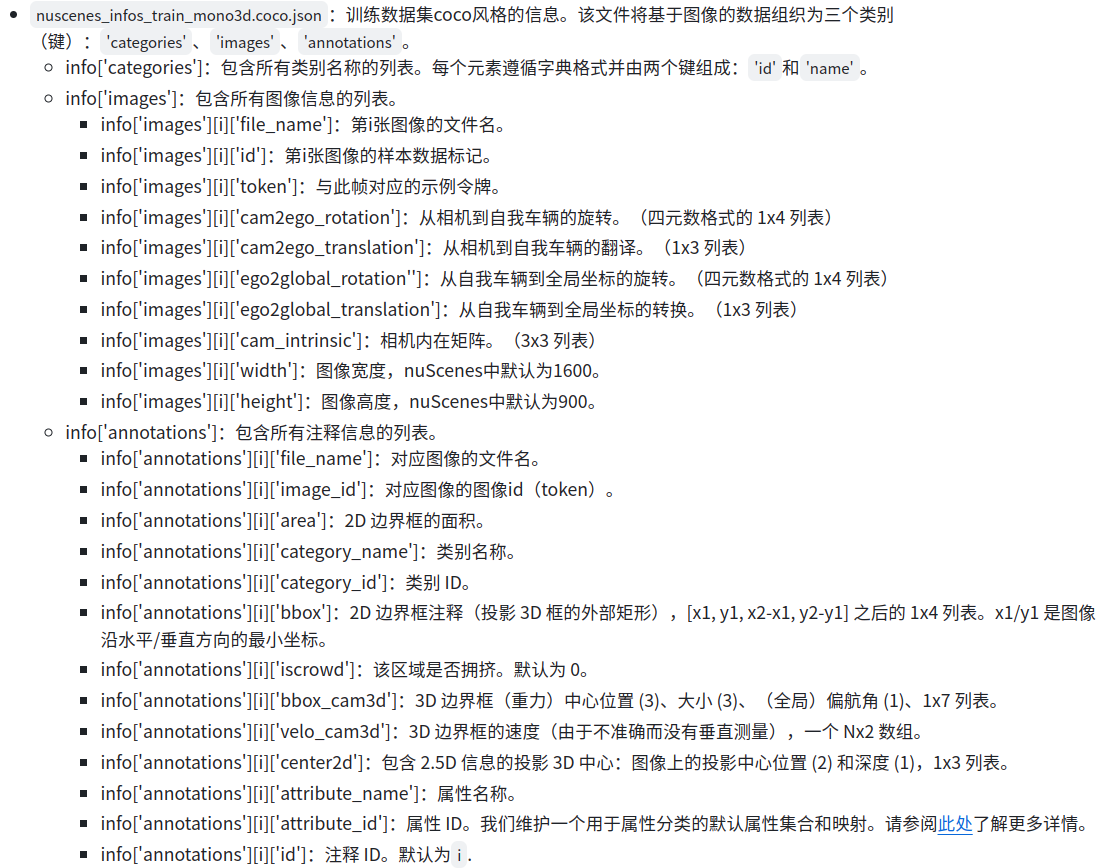 nuscenes_infos_train_mono3d.coco.json：训练数据集coco风格的信息。该文件将基于图像的数据组织为三个类别
（键）：'categories'、'images'、'annotations'。
info['categories']：包含所有类别名称的列表。每个元素遵循字典格式并由两个键组成：'id'和'name'。
info['images']：包含所有图像信息的列表。
info['images'][i]['file_name']：第i张图像的文件名。
info['images'][i]['id']：第i张图像的样本数据标记。
info['images'][i]['token']：与此帧对应的示例令牌。
info['images'][i]['cam2ego_rotation']：从相机到自我车辆的旋转。（四元数格式的 1x4 列表）
info['images'][i]['cam2ego_translation']：从相机到自我车辆的翻译。（1x3 列表）
info['images'][i]['ego2global_rotation'']：从自我车辆到全局坐标的旋转。（四元数格式的 1x4 列表）
info['images'][i]['ego2global_translation']：从自我车辆到全局坐标的转换。（1x3 列表）
info['images'][i]['cam_intrinsic']：相机内在矩阵。（3x3 列表）
info['images'][i]['width']：图像宽度，nuScenes中默认为1600。
info['images'][i]['height']：图像高度，nuScenes中默认为900。
info['annotations']：包含所有注释信息的列表。
info['annotations'][i]['file_name']：对应图像的文件名。
info['annotations'][i]['image_id']：对应图像的图像id（token）。
info['annotations'][i]['area']：2D 边界框的面积。
info['annotations'][i]['category_name']：类别名称。
info['annotations'][i]['category_id']：类别 ID。
info['annotations'][i]['bbox']：2D 边界框注释（投影 3D 框的外部矩形），[x1, y1, x2-x1, y2-y1] 之后的 1x4 列表。x1/y1 是图像
沿水平/垂直方向的最小坐标。
info['annotations'][i]['iscrowd']：该区域是否拥挤。默认为 0。
info['annotations'][i]['bbox_cam3d']：3D 边界框（重力）中心位置 (3)、大小 (3)、（全局）偏航角 (1)、1x7 列表。
info['annotations'][i]['velo_cam3d']：3D 边界框的速度（由于不准确而没有垂直测量），一个 Nx2 数组。
info['annotations'][i]['center2d']：包含 2.5D 信息的投影 3D 中心：图像上的投影中心位置 (2) 和深度 (1)，1x3 列表。
info['annotations'][i]['attribute_name']：属性名称。
info['annotations'][i]['attribute_id']：属性 ID。我们维护一个用于属性分类的默认属性集合和映射。请参阅此处了解更多详情。
info['annotations'][i]['id']：注释 ID。默认为 i .